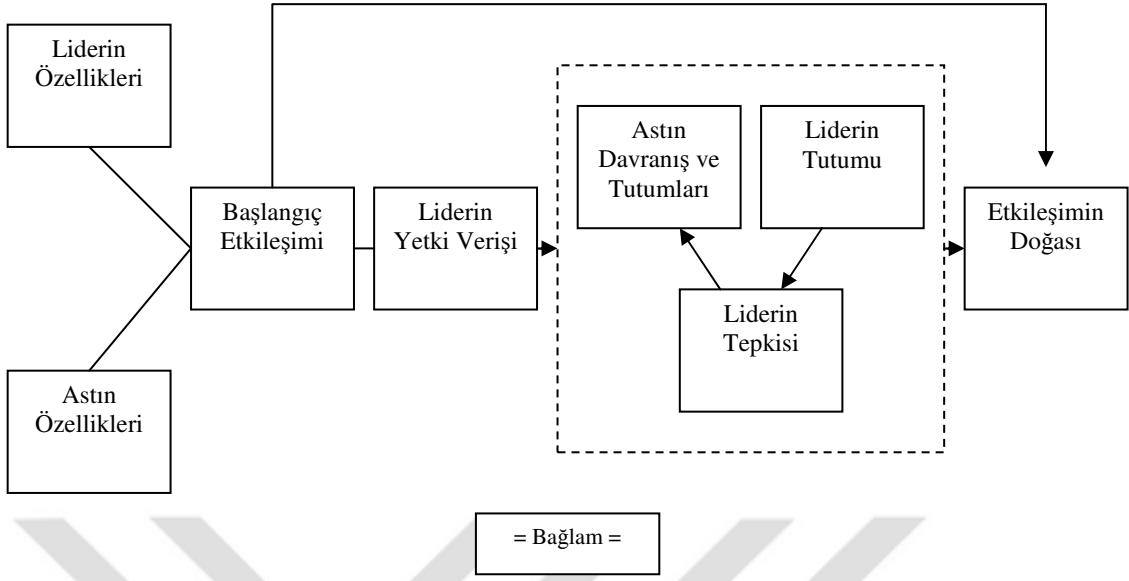 Liderin
Özellikleri
Astın
Özellikleri
Başlangıç
Etkileşimi
Liderin
Yetki Verişi
Astın
Davranış ve
Tutumları
Liderin
Tutumu
Liderin
Tepkisi
Etkileşimin
Doğası
= Bağlam =